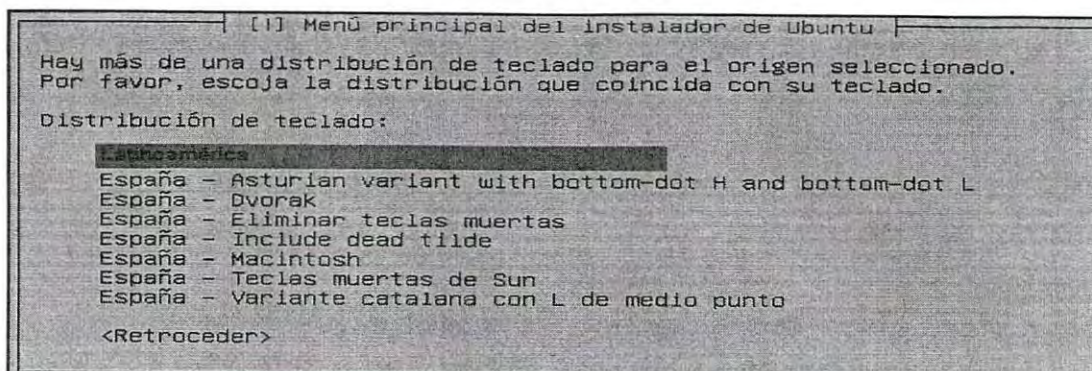 [!] Menú principal del instalador de Ubuntu
Hay más de una distribución de teclado para el origen seleccionado.
Por favor, escoja la distribución que coincida con su teclado.
Distribución de teclado:
Latinoamérica
España - Asturian variant with bottom-dot H and bottom-dot L
España - Dvorak
España - Eliminar teclas muertas
España - Include dead tilde
España - Macintosh
España - Teclas muertas de Sun
España - Variante catalana con L de medio punto
<Retroceder>